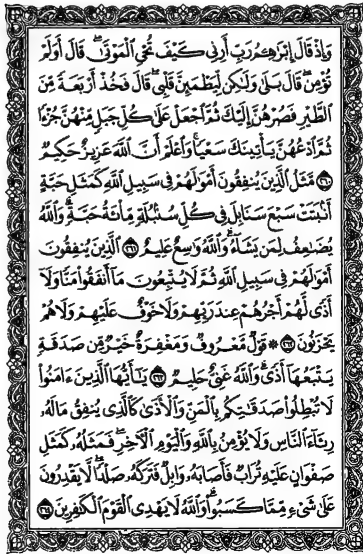 وَإِذْ قَالَ إِبْرَٰهِۦمُ رَبِّ أَرِنِي كَيْفَ تُحْيِ ٱلْمَوْتَىٰ ۖ قَالَ أَوَلَمْ
تُؤْمِن ۖ قَالَ بَلَىٰ وَلَٰكِن لِّيَطْمَئِنَّ قَلْبِي ۖ قَالَ فَخُذْ أَرْبَعَةً مِّنَ
ٱلطَّيْرِ فَصُرْهُنَّ إِلَيْكَ ثُمَّ ٱجْعَلْ عَلَىٰ كُلِّ جَبَلٍ مِّنْهُنَّ جُزْءًا
ثُمَّ ٱدْعُهُنَّ يَأْتِينَكَ سَعْيًا ۚ وَٱعْلَمْ أَنَّ ٱللَّهَ عَزِيزٌ حَكِيمٌ
٢٦٠ مَّثَلُ ٱلَّذِينَ يُنفِقُونَ أَمْوَٰلَهُمْ فِي سَبِيلِ ٱللَّهِ كَمَثَلِ حَبَّةٍ
أَنۢبَتَتْ سَبْعَ سَنَابِلَ فِي كُلِّ سُنۢبُلَةٍ مِّا۟ئَةُ حَبَّةٍ ۗ وَٱللَّهُ
يُضَٰعِفُ لِمَن يَشَآءُ ۗ وَٱللَّهُ وَٰسِعٌ عَلِيمٌ ٢٦١ ٱلَّذِينَ يُنفِقُونَ
أَمْوَٰلَهُمْ فِي سَبِيلِ ٱللَّهِ ثُمَّ لَا يُتْبِعُونَ مَآ أَنفَقُوا۟ مَنًّا وَلَآ
أَذًى ۙ لَّهُمْ أَجْرُهُمْ عِندَ رَبِّهِمْ وَلَا خَوْفٌ عَلَيْهِمْ وَلَا هُمْ
يَحْزَنُونَ ٢٦٢ ۞ قَوْلٌ مَّعْرُوفٌ وَمَغْفِرَةٌ خَيْرٌ مِّن صَدَقَةٍ
يَتْبَعُهَآ أَذًى ۗ وَٱللَّهُ غَنِيٌّ حَلِيمٌ ٢٦٣ يَٰٓأَيُّهَا ٱلَّذِينَ ءَامَنُوا۟
لَا تُبْطِلُوا۟ صَدَقَٰتِكُم بِٱلْمَنِّ وَٱلْأَذَىٰ كَٱلَّذِي يُنفِقُ مَالَهُۥ
رِئَآءَ ٱلنَّاسِ وَلَا يُؤْمِنُ بِٱللَّهِ وَٱلْيَوْمِ ٱلْءَاخِرِ ۖ فَمَثَلُهُۥ كَمَثَلِ
صَفْوَانٍ عَلَيْهِ تُرَابٌ فَأَصَابَهُۥ وَابِلٌ فَتَرَكَهُۥ صَلْدًا ۖ لَّا يَقْدِرُونَ
عَلَىٰ شَيْءٍ مِّمَّا كَسَبُوا۟ ۗ وَٱللَّهُ لَا يَهْدِي ٱلْقَوْمَ ٱلْكَٰفِرِينَ ٢٦٤